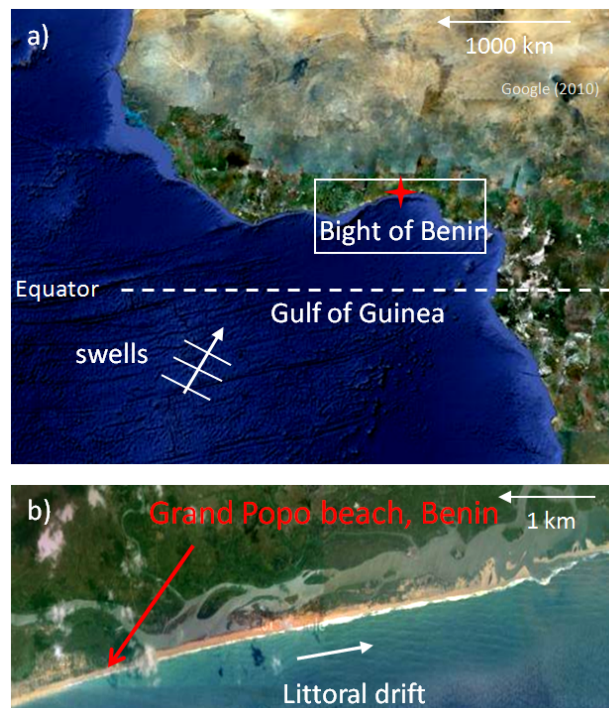 a)
1000 km
Google (2010)
Bight of Benin
Equator
Gulf of Guinea
swells
b)
Grand Popo beach, Benin
1 km
Littoral drift